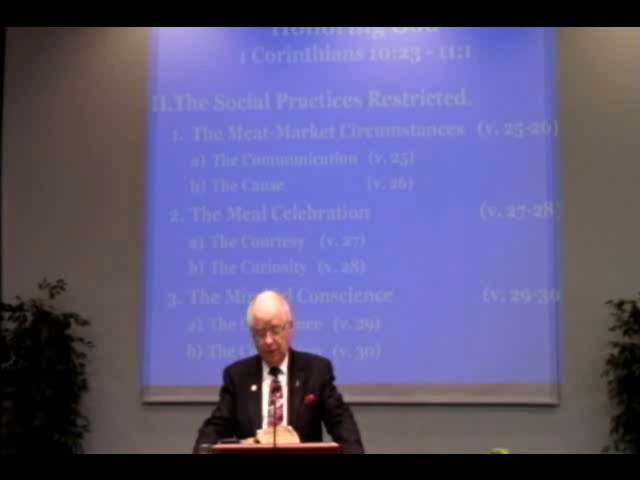 Honoring God
1 Corinthians 10:23 - 11:1
II.The Social Practices Restricted.
1. The Meat-Market Circumstances (v. 25-26)
a) The Communication (v. 25)
b) The Cause (v. 26)
2. The Meal Celebration (v. 27-28)
a) The Courtesy (v. 27)
b) The Curiosity (v. 28)
3. The Conscience (v. 29-30
a) The (v. 29)
b) The (v. 30)